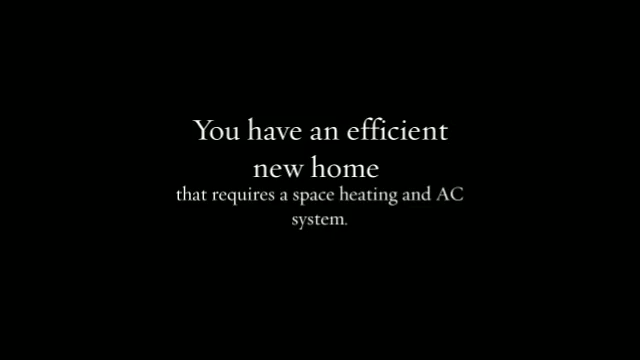 You have an efficient
new home
that requires a space heating and AC
system.